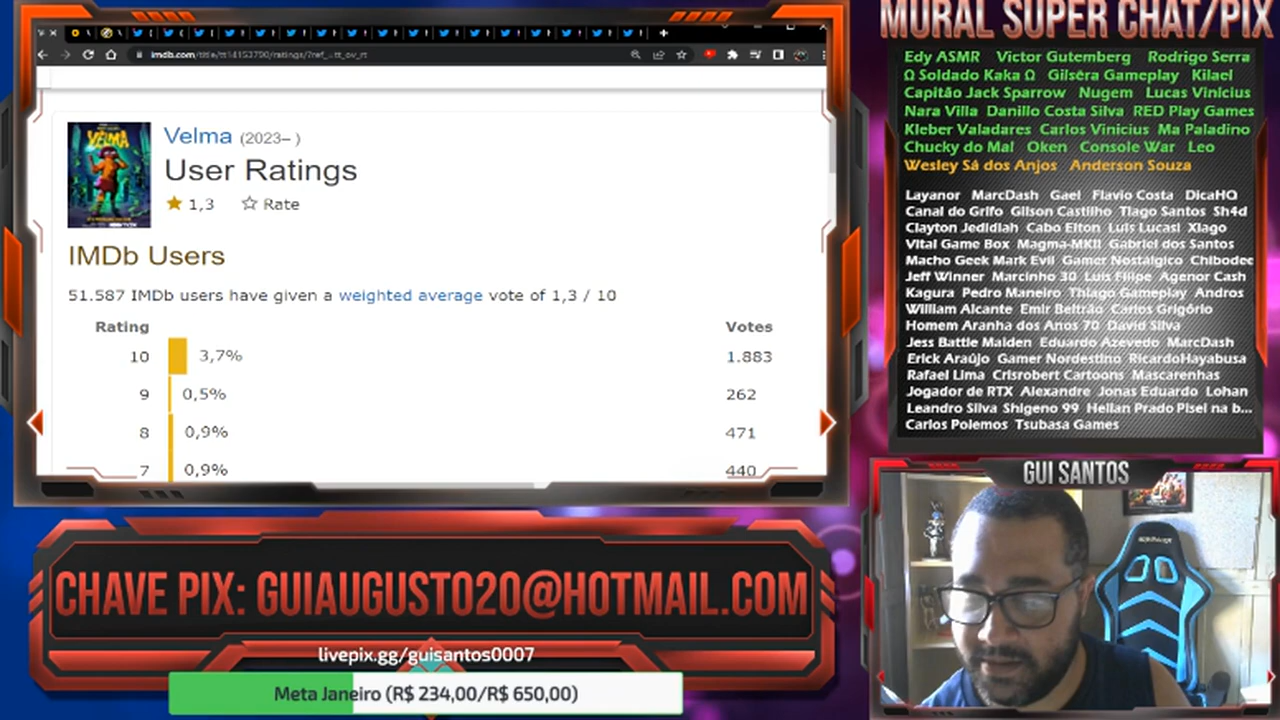 imdb.com/title/tt14153790/ratings/?ref_=tt_ov_rt
VELMA
Velma (2023– )
User Ratings
1,3 Rate
IMDb Users
51.587 IMDb users have given a weighted average vote of 1,3 / 10
Rating Votes
10 3,7% 1.883
9 0,5% 262
8 0,9% 471
7 0,9% 440
CHAVE PIX: GUIAUGUSTO20@HOTMAIL.COM
livepix.gg/guisantos0007
Meta Janeiro (R$ 234,00/R$ 650,00)
MURAL SUPER CHAT/PIX
Edy ASMR Victor Gutemberg Rodrigo Serra
Ω Soldado Kaka Ω Gilsera Gameplay Kilael
Capitão Jack Sparrow Nugem Lucas Vinicius
Nara Villa Danillo Costa Silva RED Play Games
Kleber Valadares Carlos Vinicius Ma Paladino
Chucky do Mal Oken Console War Leo
Wesley Sá dos Anjos Anderson Souza
Layanor MarcDash Gael Flavio Costa DicaHQ
Canal do Grifo Gilson Castilho Tiago Santos Sh4d
Clayton Jedidiah Cabo Elton Luis Lucasi Xiago
Vital Game Box Magma-MKII Gabriel dos Santos
Macho Geek Mark Evil Gamer Nostálgico Chibodee
Jeff Winner Marcinho 30 Luis Filipe Agenor Cash
Kagura Pedro Maneiro Thiago Gameplay Andros
William Alcante Emir Beltrão Carlos Grigório
Homem Aranha dos Anos 70 David Silva
Jess Battle Maiden Eduardo Azevedo MarcDash
Erick Araújo Gamer Nordestino RicardoHayabusa
Rafael Lima Crisrobert Cartoons Mascarenhas
Jogador de RTX Alexandre Jonas Eduardo Lohan
Leandro Silva Shigeno 99 Hellan Prado Pisel na b...
Carlos Polemos Tsubasa Games
GUI SANTOS